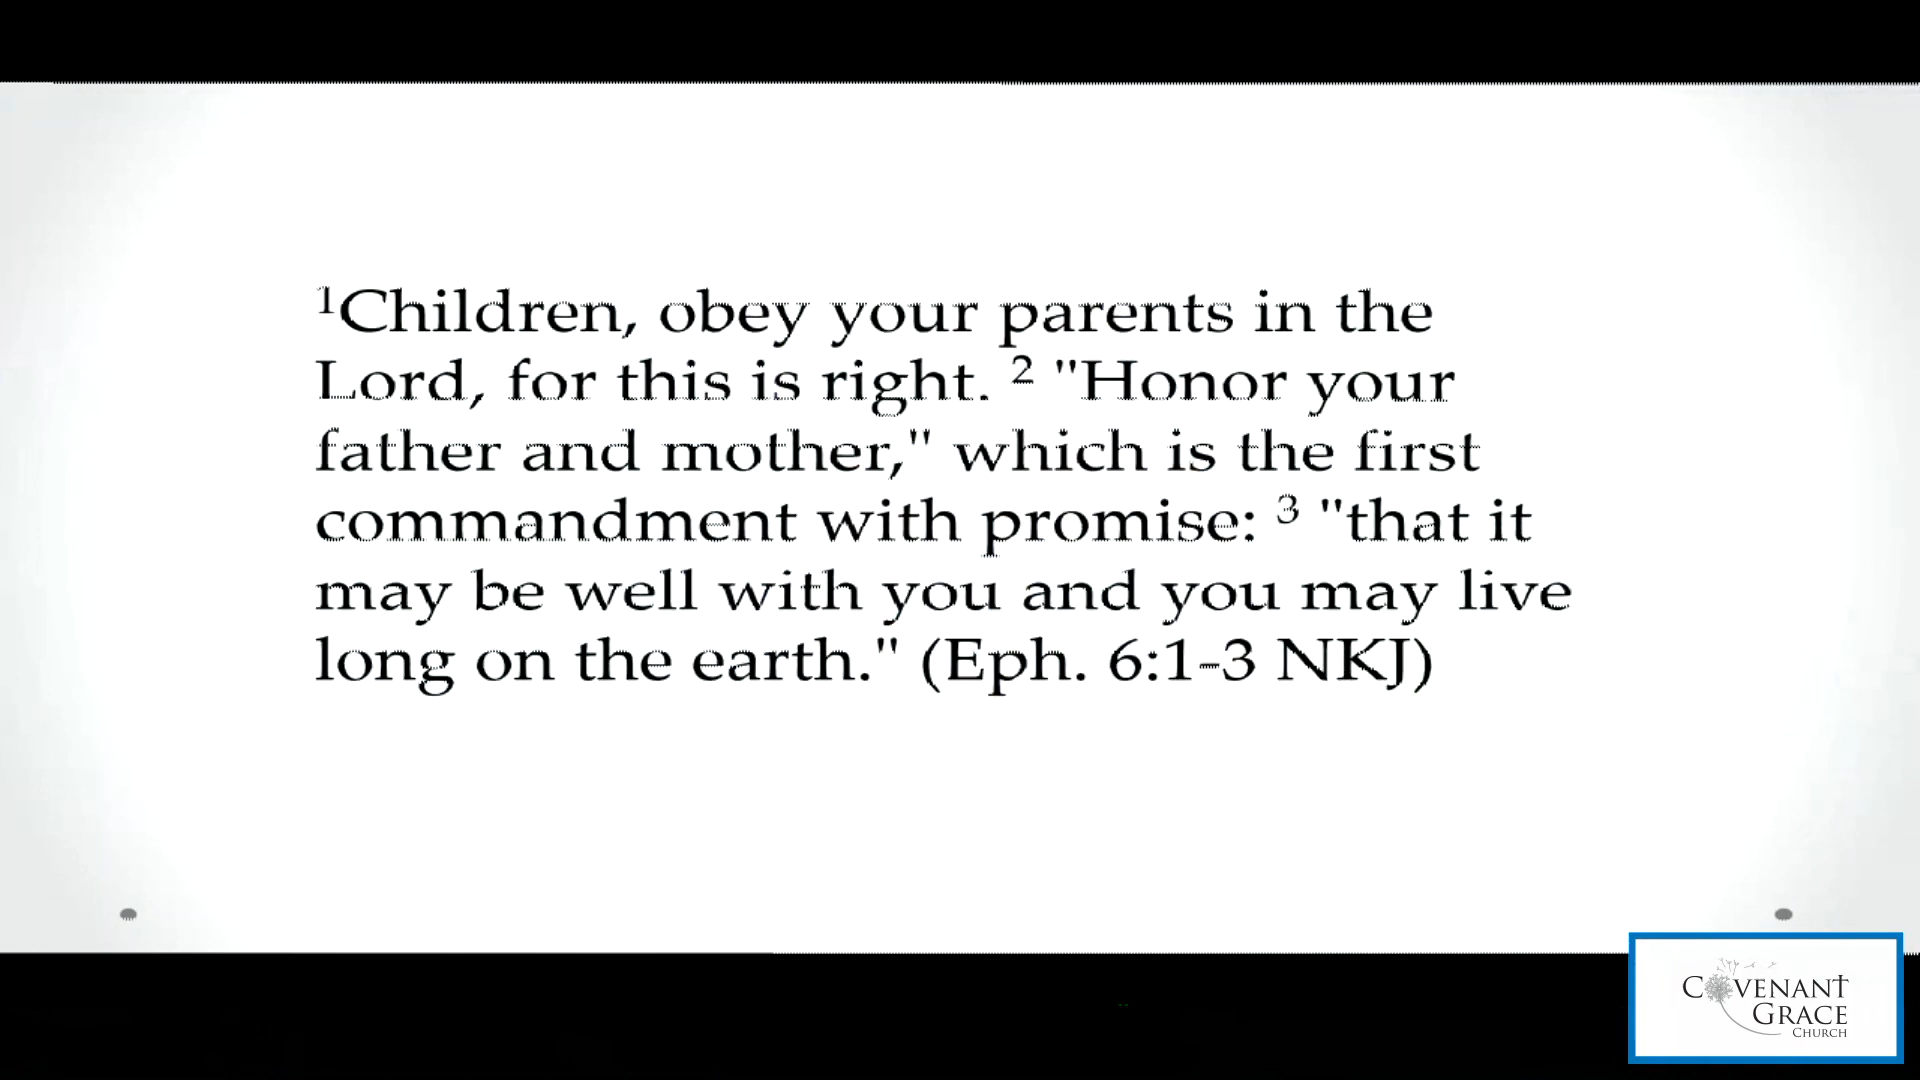 ¹Children, obey your parents in the
Lord, for this is right. ² "Honor your
father and mother," which is the first
commandment with promise: ³ "that it
may be well with you and you may live
long on the earth." (Eph. 6:1-3 NKJ)
COVENANT
GRACE
CHURCH